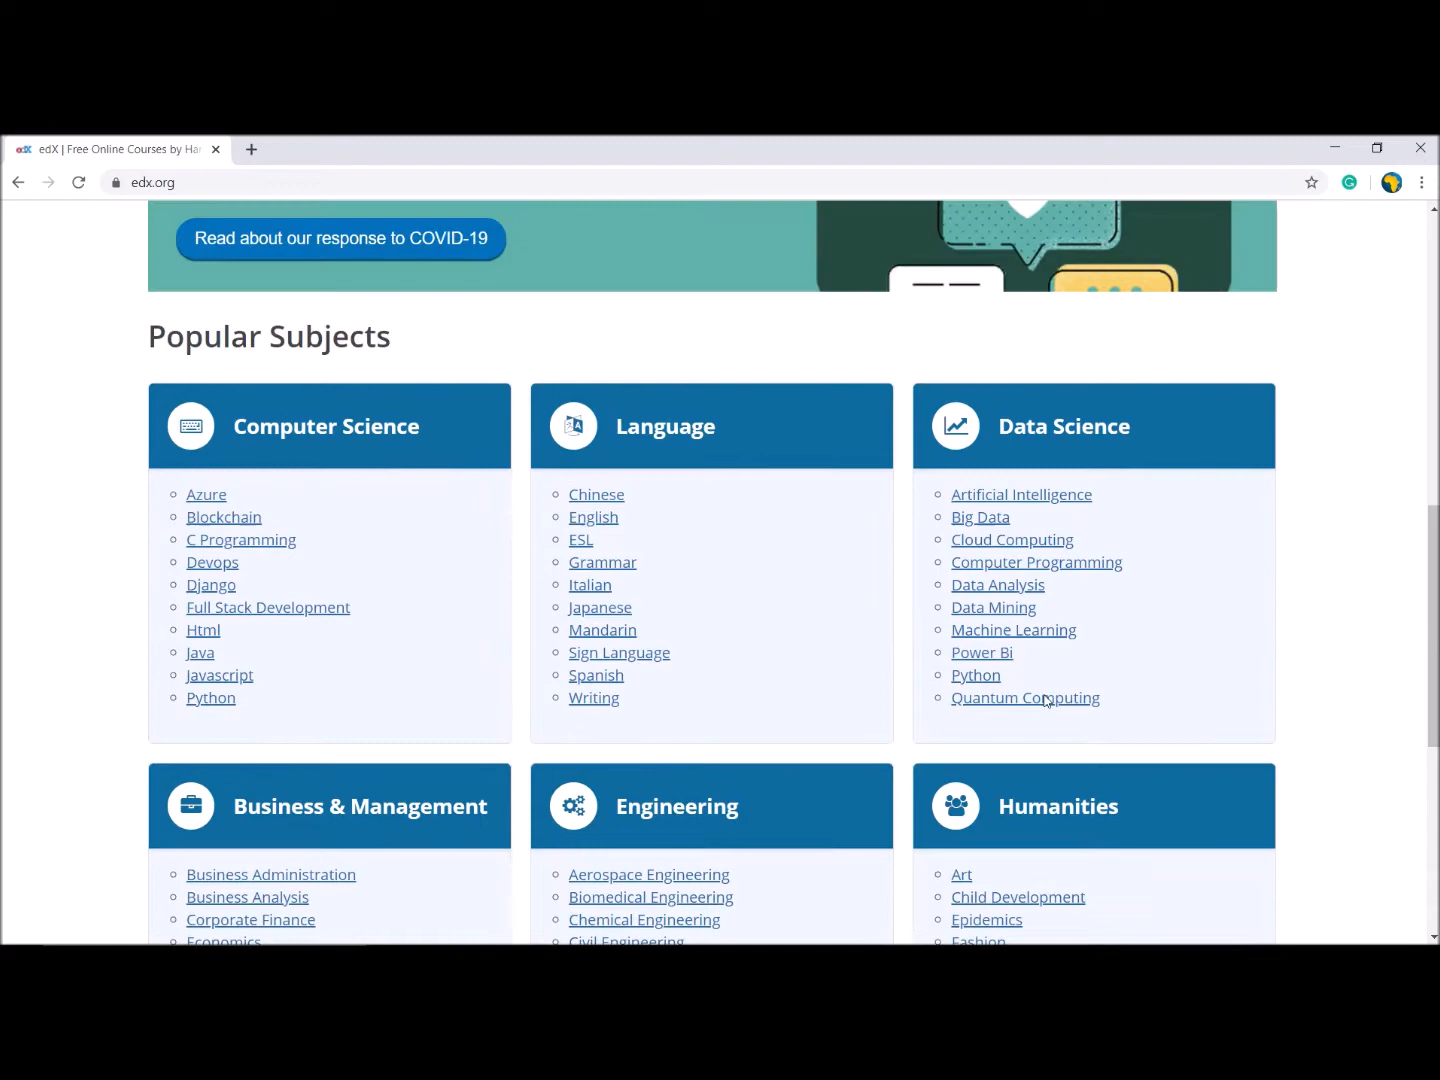 edX | Free Online Courses by Har
edx.org
Read about our response to COVID-19
Popular Subjects
Computer Science
Azure
Blockchain
C Programming
Devops
Django
Full Stack Development
Html
Java
Javascript
Python
Language
Chinese
English
ESL
Grammar
Italian
Japanese
Mandarin
Sign Language
Spanish
Writing
Data Science
Artificial Intelligence
Big Data
Cloud Computing
Computer Programming
Data Analysis
Data Mining
Machine Learning
Power Bi
Python
Quantum Computing
Business & Management
Business Administration
Business Analysis
Corporate Finance
Economics
Engineering
Aerospace Engineering
Biomedical Engineering
Chemical Engineering
Civil Engineering
Humanities
Art
Child Development
Epidemics
Fashion